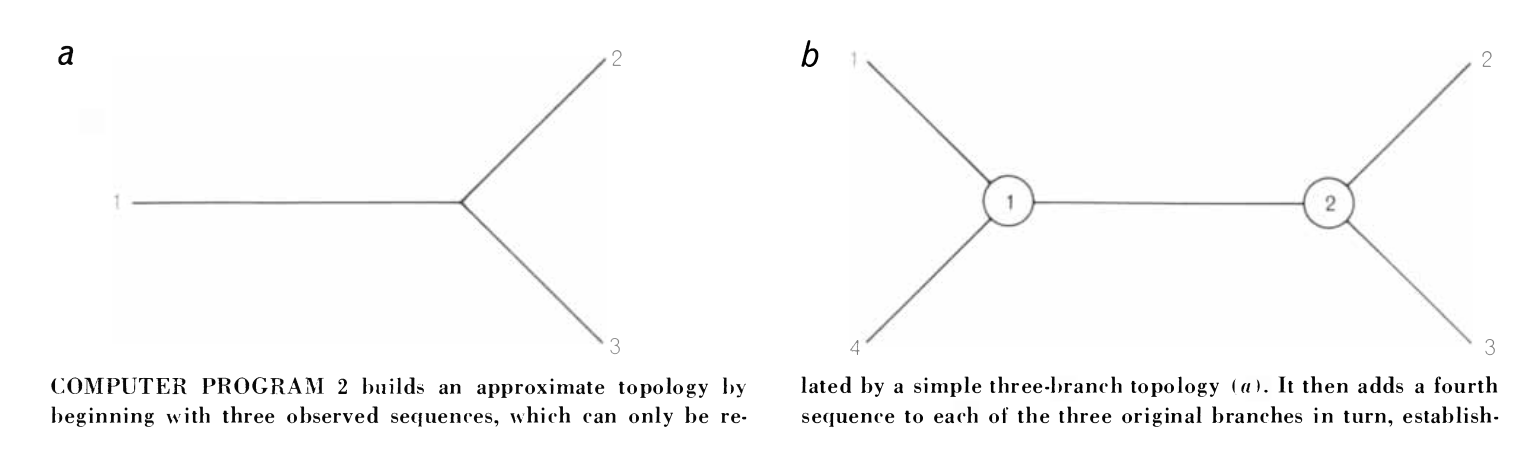 a
2
1
3
b
1
2
1
2
4
3
COMPUTER PROGRAM 2 builds an approximate topology by
beginning with three observed sequences, which can only be re-
lated by a simple three-branch topology (a). It then adds a fourth
sequence to each of the three original branches in turn, establish-